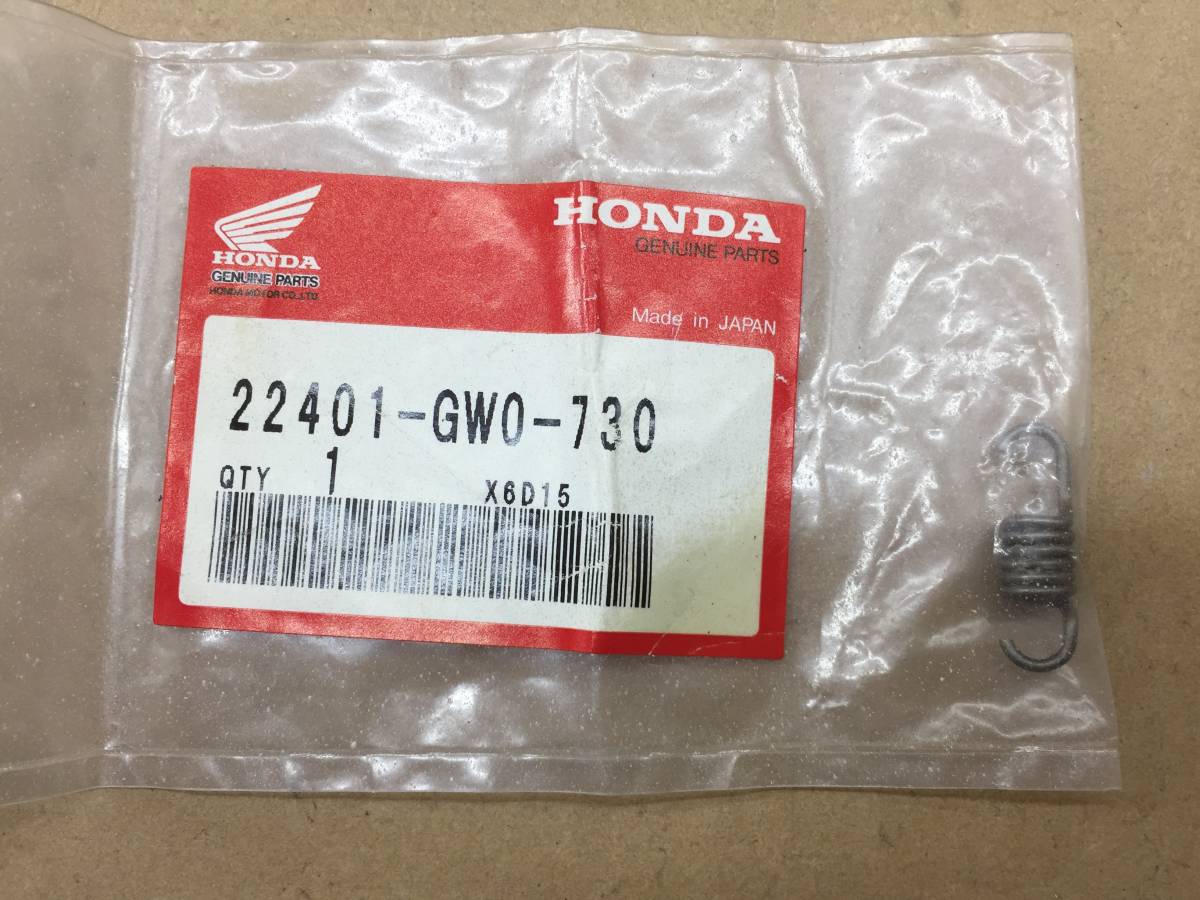 HONDA
GENUINE PARTS
HONDA MOTOR CO.,LTD.
HONDA
GENUINE PARTS
Made in JAPAN
22401-GW0-730
QTY 1 X6D15